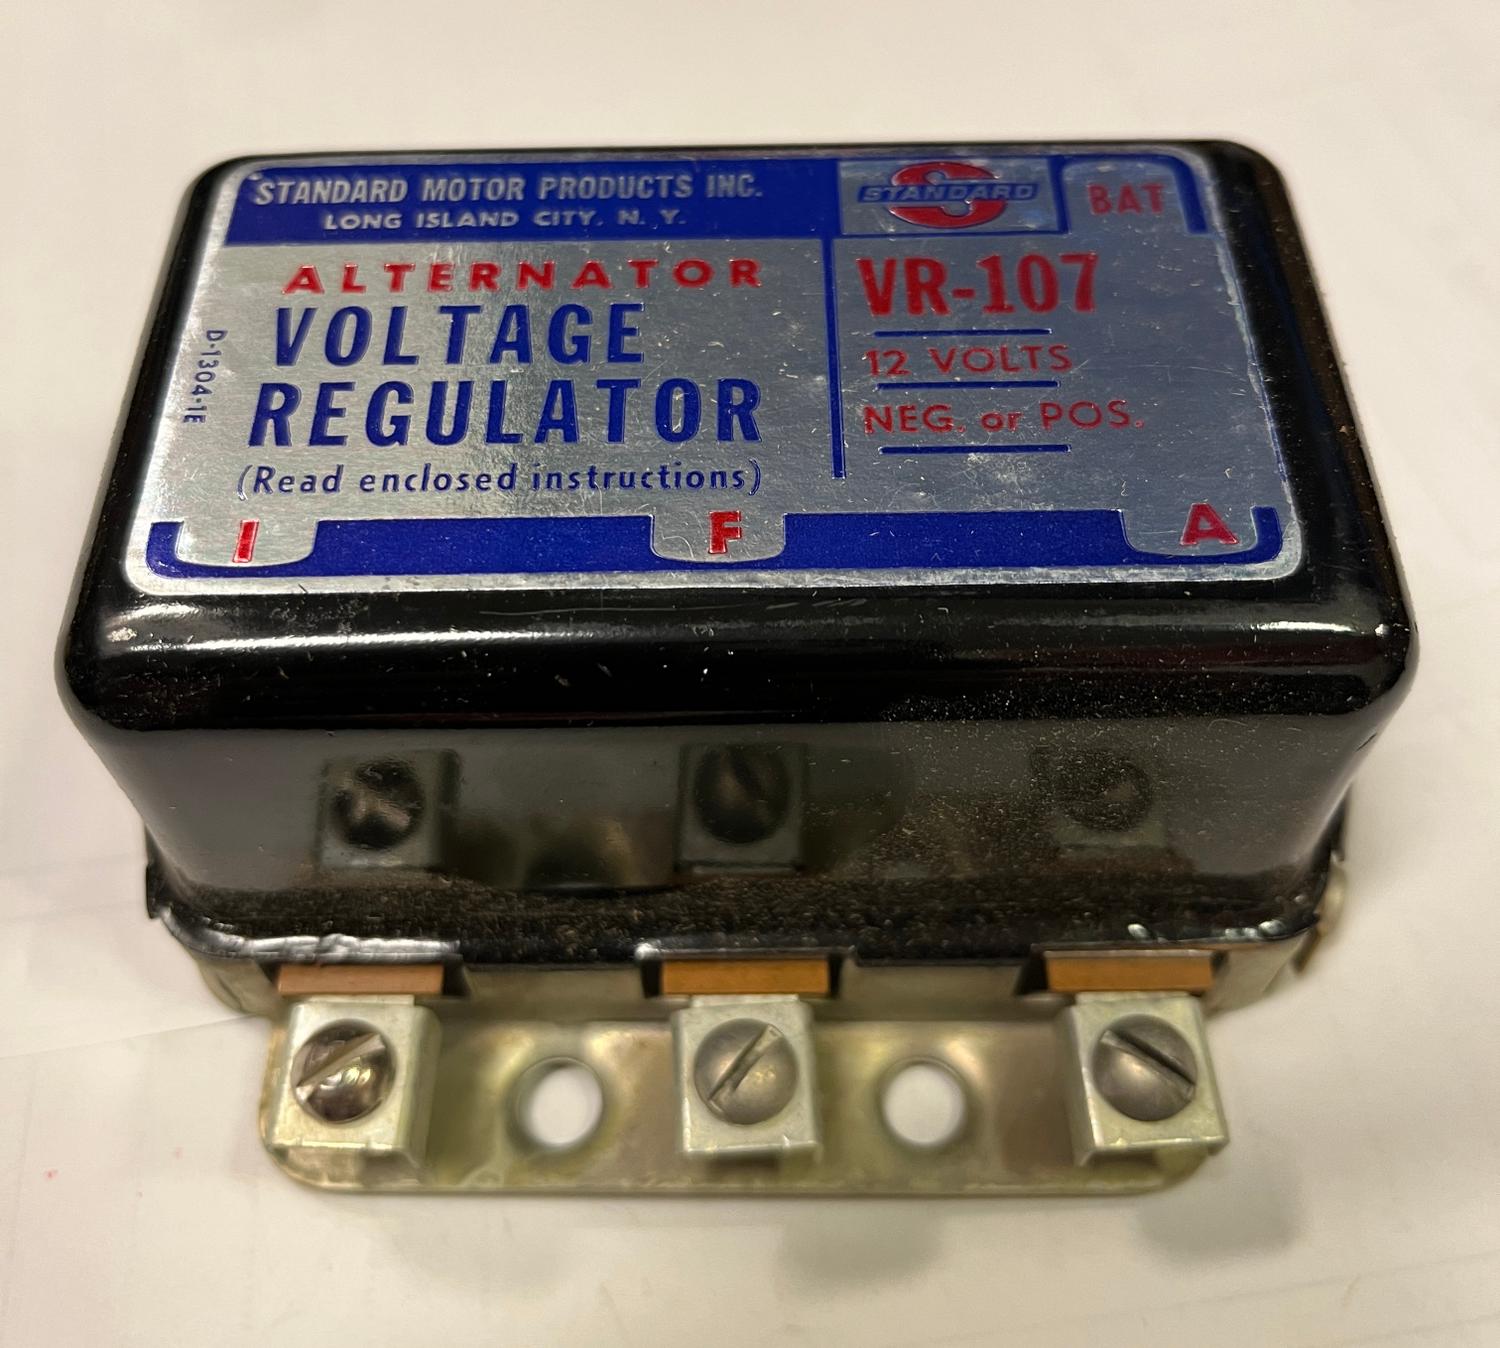 STANDARD MOTOR PRODUCTS INC.
LONG ISLAND CITY, N. Y.
STANDARD
BAT
ALTERNATOR
VOLTAGE
REGULATOR
(Read enclosed instructions)
D-1304-1E
VR-107
12 VOLTS
NEG. or POS.
I
F
A